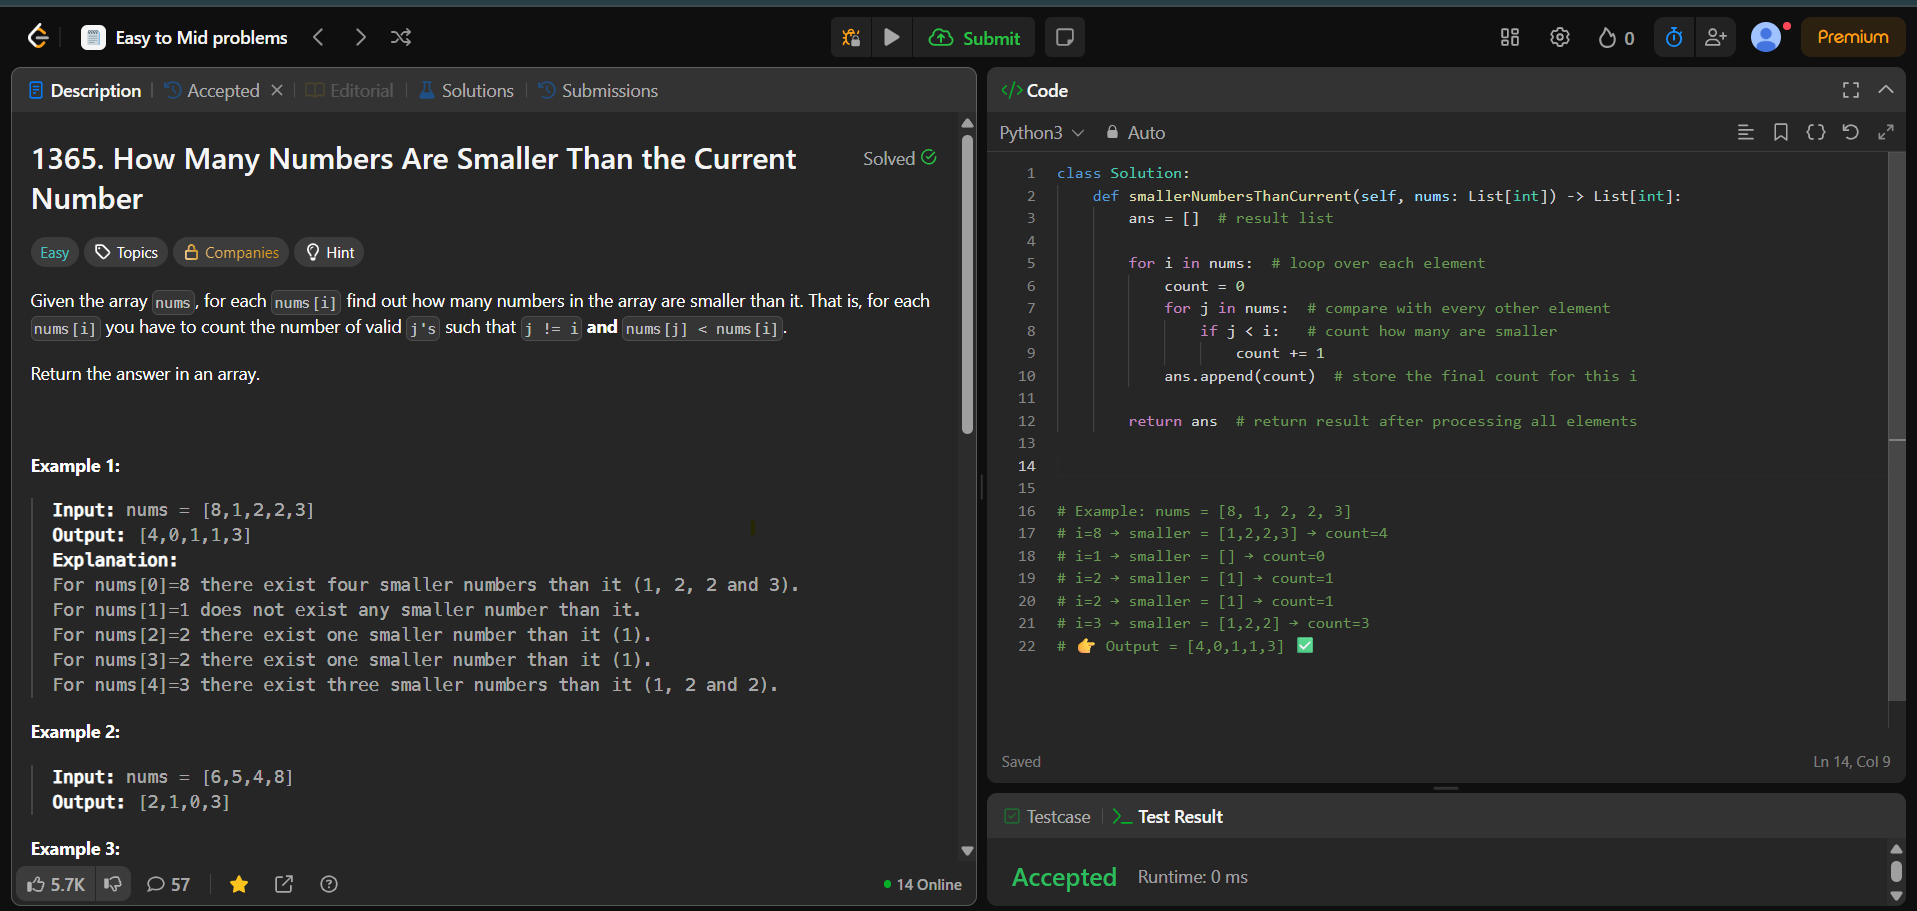 Easy to Mid problems
Submit
0
Premium
Description
Accepted
Editorial
Solutions
Submissions
1365. How Many Numbers Are Smaller Than the Current
Number
Solved
Easy
Topics
Companies
Hint
Given the array nums, for each nums[i] find out how many numbers in the array are smaller than it. That is, for each
nums[i] you have to count the number of valid j's such that j != i and nums[j] < nums[i].
Return the answer in an array.
Example 1:
Input: nums = [8,1,2,2,3]
Output: [4,0,1,1,3]
Explanation:
For nums[0]=8 there exist four smaller numbers than it (1, 2, 2 and 3).
For nums[1]=1 does not exist any smaller number than it.
For nums[2]=2 there exist one smaller number than it (1).
For nums[3]=2 there exist one smaller number than it (1).
For nums[4]=3 there exist three smaller numbers than it (1, 2 and 2).
Example 2:
Input: nums = [6,5,4,8]
Output: [2,1,0,3]
Example 3:
5.7K
57
14 Online
</> Code
Python3
Auto
1 class Solution:
2 def smallerNumbersThanCurrent(self, nums: List[int]) -> List[int]:
3 ans = [] # result list
4
5 for i in nums: # loop over each element
6 count = 0
7 for j in nums: # compare with every other element
8 if j < i: # count how many are smaller
9 count += 1
10 ans.append(count) # store the final count for this i
11
12 return ans # return result after processing all elements
13
14
15
16 # Example: nums = [8, 1, 2, 2, 3]
17 # i=8 → smaller = [1,2,2,3] → count=4
18 # i=1 → smaller = [] → count=0
19 # i=2 → smaller = [1] → count=1
20 # i=2 → smaller = [1] → count=1
21 # i=3 → smaller = [1,2,2] → count=3
22 # 👉 Output = [4,0,1,1,3] ✅
Saved
Ln 14, Col 9
Testcase
Test Result
Accepted
Runtime: 0 ms